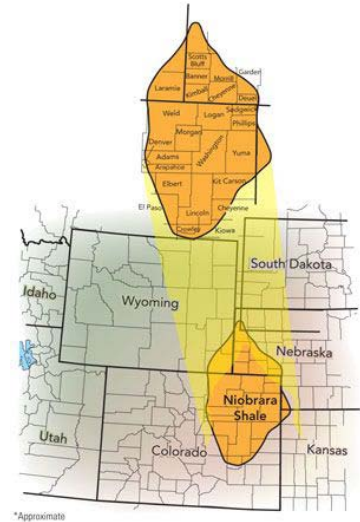 Scotts
Bluff
Garden
Banner
Morrill
Laramie
Kimball
Cheyenne
Deuel
Sedgwick
Weld
Logan
Phillips
Morgan
Denver
Washington
Yuma
Adams
Arapahoe
Elbert
Kit Carson
El Paso
Lincoln
Cheyenne
Crowley
Kiowa
South Dakota
Idaho
Wyoming
Nebraska
Niobrara
Shale
Utah
Colorado
Kansas
*Approximate